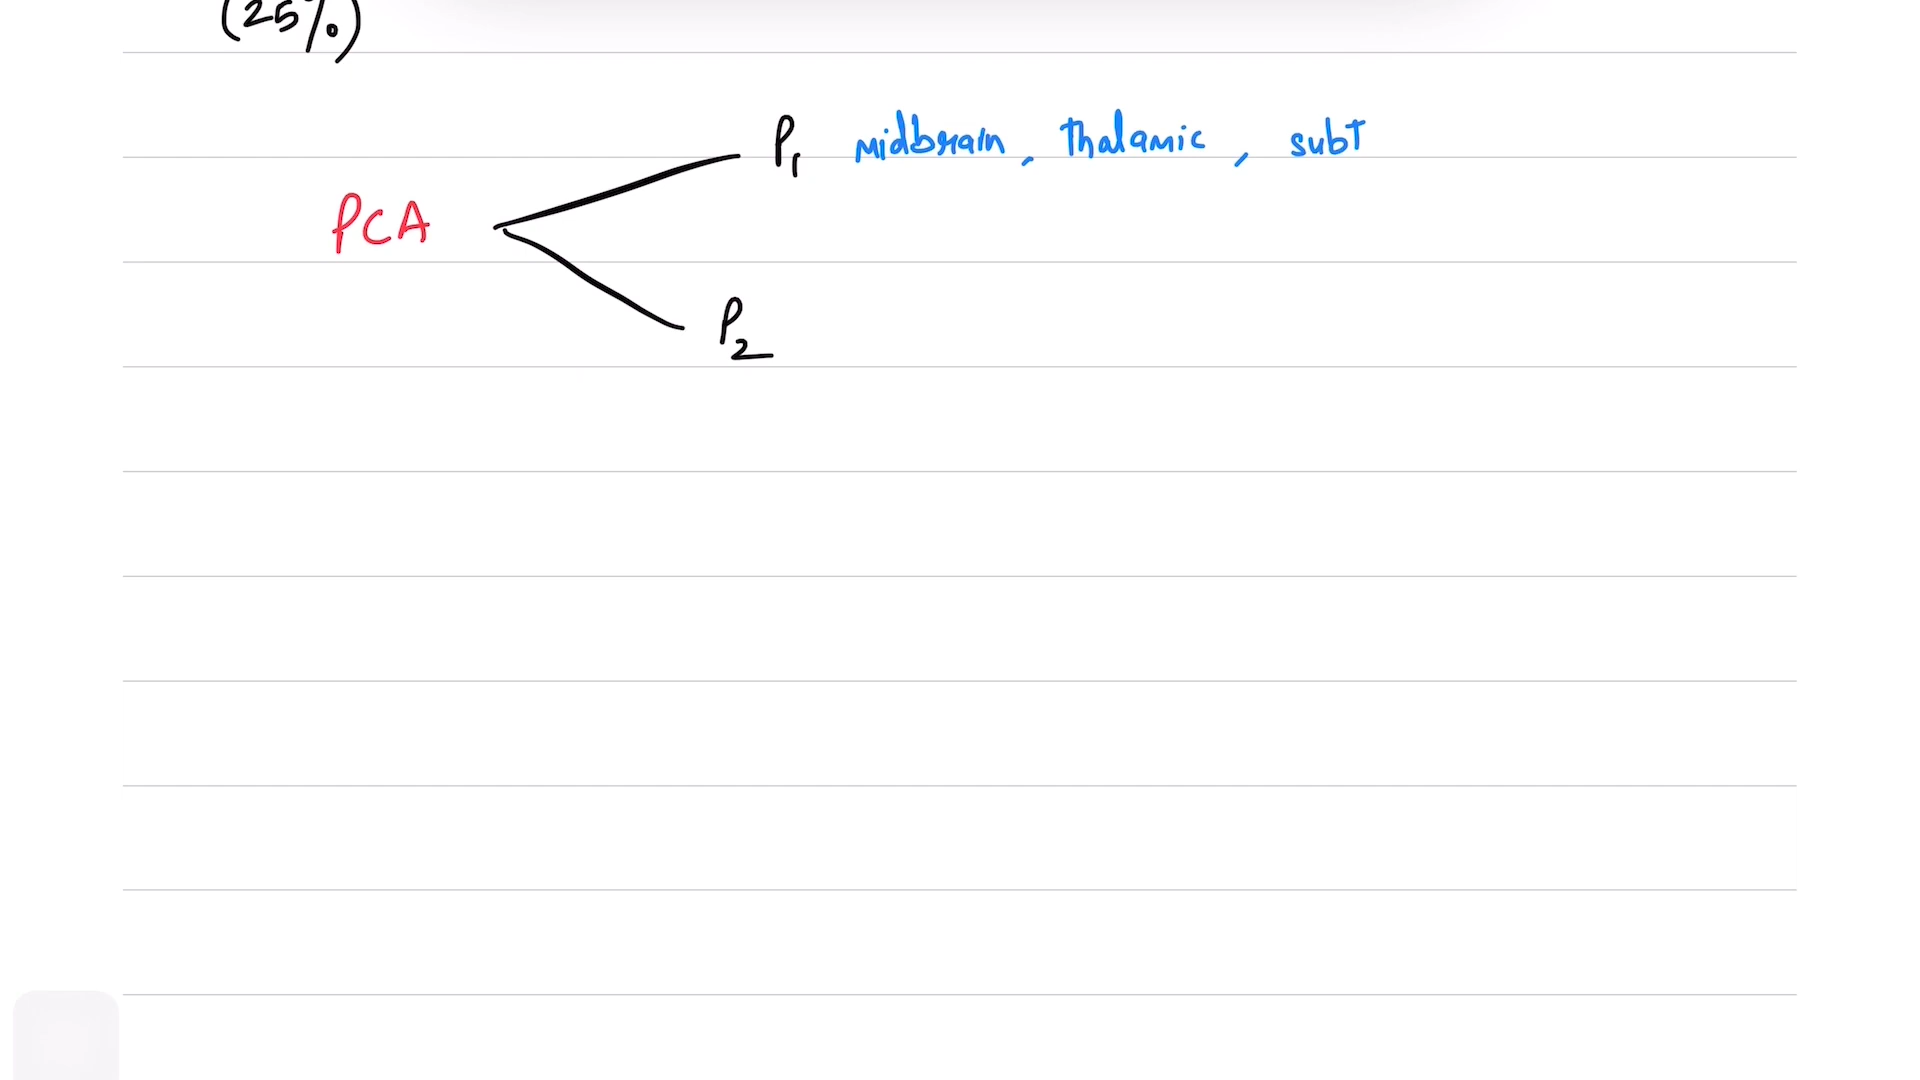 (25%)
P1 midbrain, thalamic, subt
PCA
P2